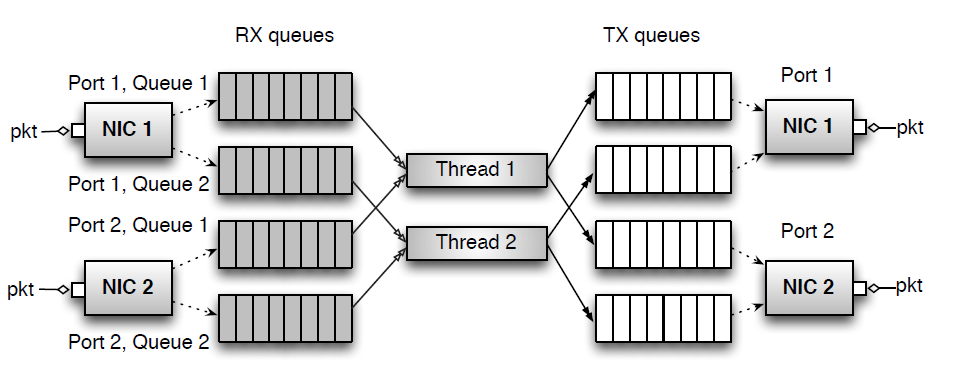 RX queues
TX queues
Port 1, Queue 1
Port 1
pkt
NIC 1
NIC 1
pkt
Thread 1
Port 1, Queue 2
Port 2, Queue 1
Port 2
Thread 2
pkt
NIC 2
NIC 2
pkt
Port 2, Queue 2